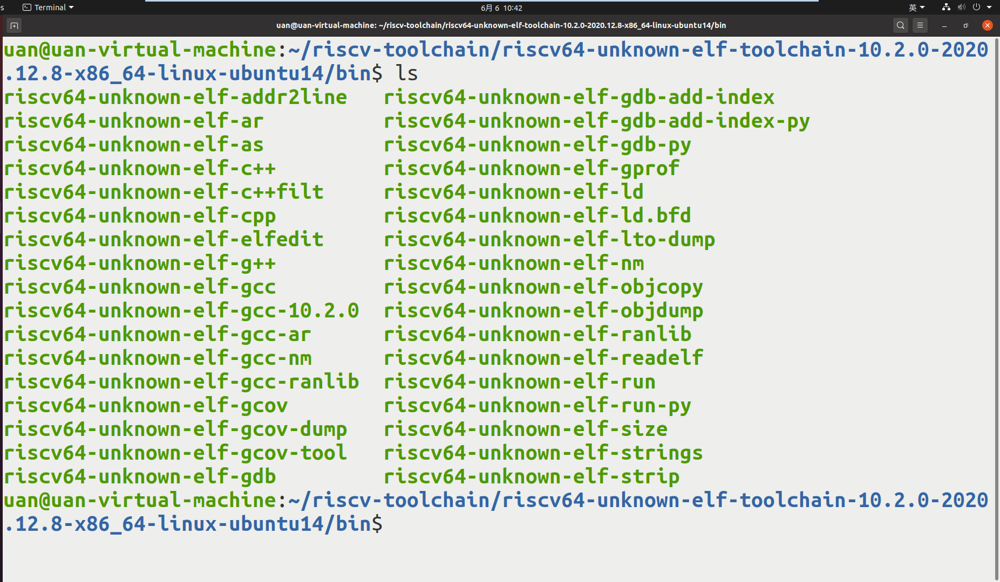 s Terminal 6月 6 10:42 英
uan@uan-virtual-machine: ~/riscv-toolchain/riscv64-unknown-elf-toolchain-10.2.0-2020.12.8-x86_64-linux-ubuntu14/bin
uan@uan-virtual-machine:~/riscv-toolchain/riscv64-unknown-elf-toolchain-10.2.0-2020
.12.8-x86_64-linux-ubuntu14/bin$ ls
riscv64-unknown-elf-addr2line riscv64-unknown-elf-gdb-add-index
riscv64-unknown-elf-ar riscv64-unknown-elf-gdb-add-index-py
riscv64-unknown-elf-as riscv64-unknown-elf-gdb-py
riscv64-unknown-elf-c++ riscv64-unknown-elf-gprof
riscv64-unknown-elf-c++filt riscv64-unknown-elf-ld
riscv64-unknown-elf-cpp riscv64-unknown-elf-ld.bfd
riscv64-unknown-elf-elfedit riscv64-unknown-elf-lto-dump
riscv64-unknown-elf-g++ riscv64-unknown-elf-nm
riscv64-unknown-elf-gcc riscv64-unknown-elf-objcopy
riscv64-unknown-elf-gcc-10.2.0 riscv64-unknown-elf-objdump
riscv64-unknown-elf-gcc-ar riscv64-unknown-elf-ranlib
riscv64-unknown-elf-gcc-nm riscv64-unknown-elf-readelf
riscv64-unknown-elf-gcc-ranlib riscv64-unknown-elf-run
riscv64-unknown-elf-gcov riscv64-unknown-elf-run-py
riscv64-unknown-elf-gcov-dump riscv64-unknown-elf-size
riscv64-unknown-elf-gcov-tool riscv64-unknown-elf-strings
riscv64-unknown-elf-gdb riscv64-unknown-elf-strip
uan@uan-virtual-machine:~/riscv-toolchain/riscv64-unknown-elf-toolchain-10.2.0-2020
.12.8-x86_64-linux-ubuntu14/bin$